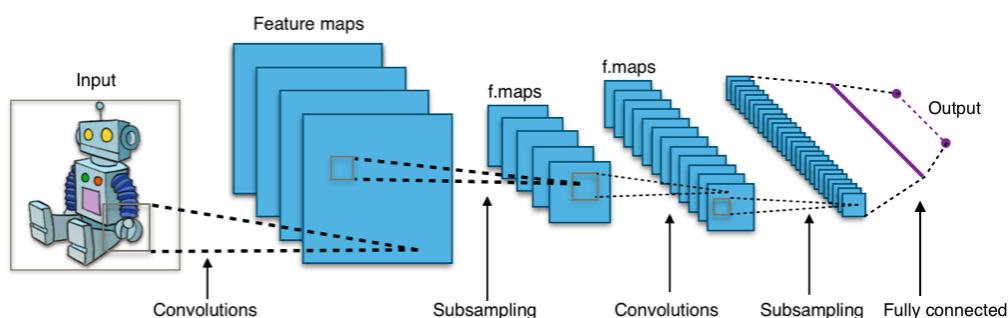 Feature maps
f.maps
Input
f.maps
Output
Convolutions
Subsampling
Convolutions
Subsampling
Fully connected